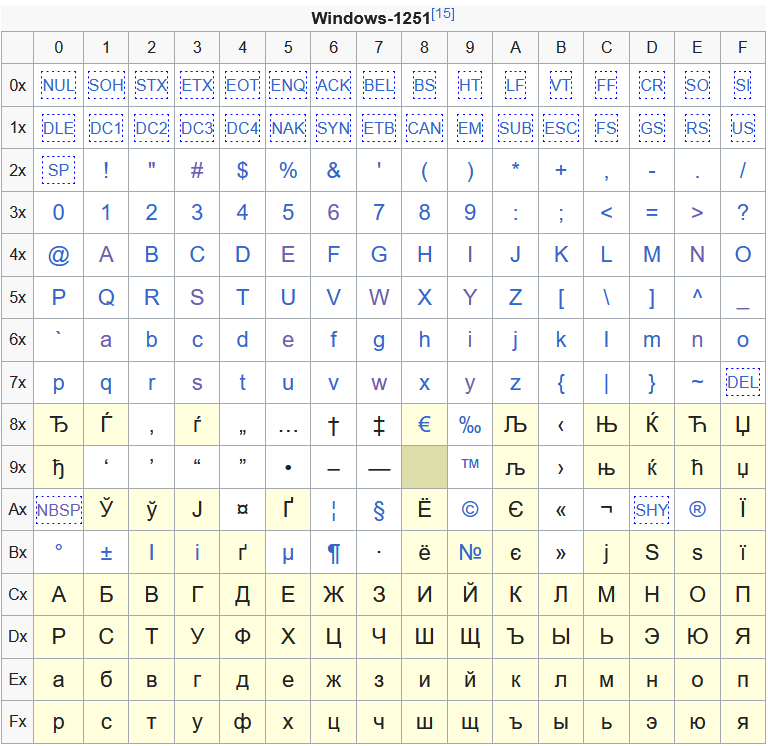 Windows-1251[15]
0 1 2 3 4 5 6 7 8 9 A B C D E F
0x NUL SOH STX ETX EOT ENQ ACK BEL BS HT LF VT FF CR SO SI
1x DLE DC1 DC2 DC3 DC4 NAK SYN ETB CAN EM SUB ESC FS GS RS US
2x SP ! " # $ % & ' ( ) * + , - . /
3x 0 1 2 3 4 5 6 7 8 9 : ; < = > ?
4x @ A B C D E F G H I J K L M N O
5x P Q R S T U V W X Y Z [ \ ] ^ _
6x ` a b c d e f g h i j k l m n o
7x p q r s t u v w x y z { | } ~ DEL
8x Ђ Ѓ ‚ ѓ „ … † ‡ € ‰ Љ ‹ Њ Ќ Ћ Џ
9x ђ ‘ ’ “ ” • – — ™ љ › њ ќ ћ џ
Ax NBSP Ў ў Ј ¤ Ґ ¦ § Ё © Є « ¬ SHY ® Ї
Bx ° ± І і ґ µ ¶ · ё № є » ј Ѕ ѕ ї
Cx А Б В Г Д Е Ж З И Й К Л М Н О П
Dx Р С Т У Ф Х Ц Ч Ш Щ Ъ Ы Ь Э Ю Я
Ex а б в г д е ж з и й к л м н о п
Fx р с т у ф х ц ч ш щ ъ ы ь э ю я